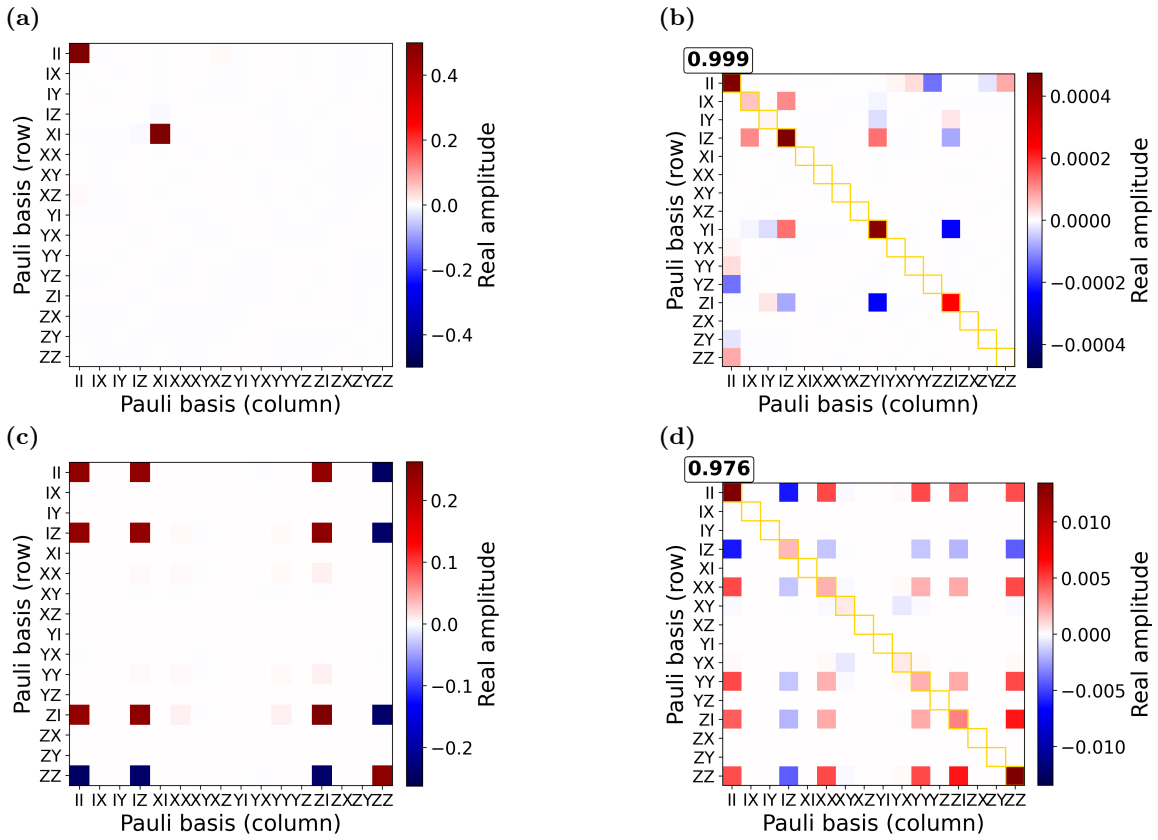 (a)
II
IX
IY
IZ
XI
XX
XY
XZ
YI
YX
YY
YZ
ZI
ZX
ZY
ZZ
Pauli basis (row)
II IX IY IZ XI XX XY XZ YI YX YY YZ ZI ZX ZY ZZ
Pauli basis (column)
0.4
0.2
0.0
−0.2
−0.4
Real amplitude
(b)
0.999
II
IX
IY
IZ
XI
XX
XY
XZ
YI
YX
YY
YZ
ZI
ZX
ZY
ZZ
Pauli basis (row)
II IX IY IZ XI XX XY XZ YI YX YY YZ ZI ZX ZY ZZ
Pauli basis (column)
0.0004
0.0002
0.0000
−0.0002
−0.0004
Real amplitude
(c)
II
IX
IY
IZ
XI
XX
XY
XZ
YI
YX
YY
YZ
ZI
ZX
ZY
ZZ
Pauli basis (row)
II IX IY IZ XI XX XY XZ YI YX YY YZ ZI ZX ZY ZZ
Pauli basis (column)
0.2
0.1
0.0
−0.1
−0.2
Real amplitude
(d)
0.976
II
IX
IY
IZ
XI
XX
XY
XZ
YI
YX
YY
YZ
ZI
ZX
ZY
ZZ
Pauli basis (row)
II IX IY IZ XI XX XY XZ YI YX YY YZ ZI ZX ZY ZZ
Pauli basis (column)
0.010
0.005
0.000
−0.005
−0.010
Real amplitude